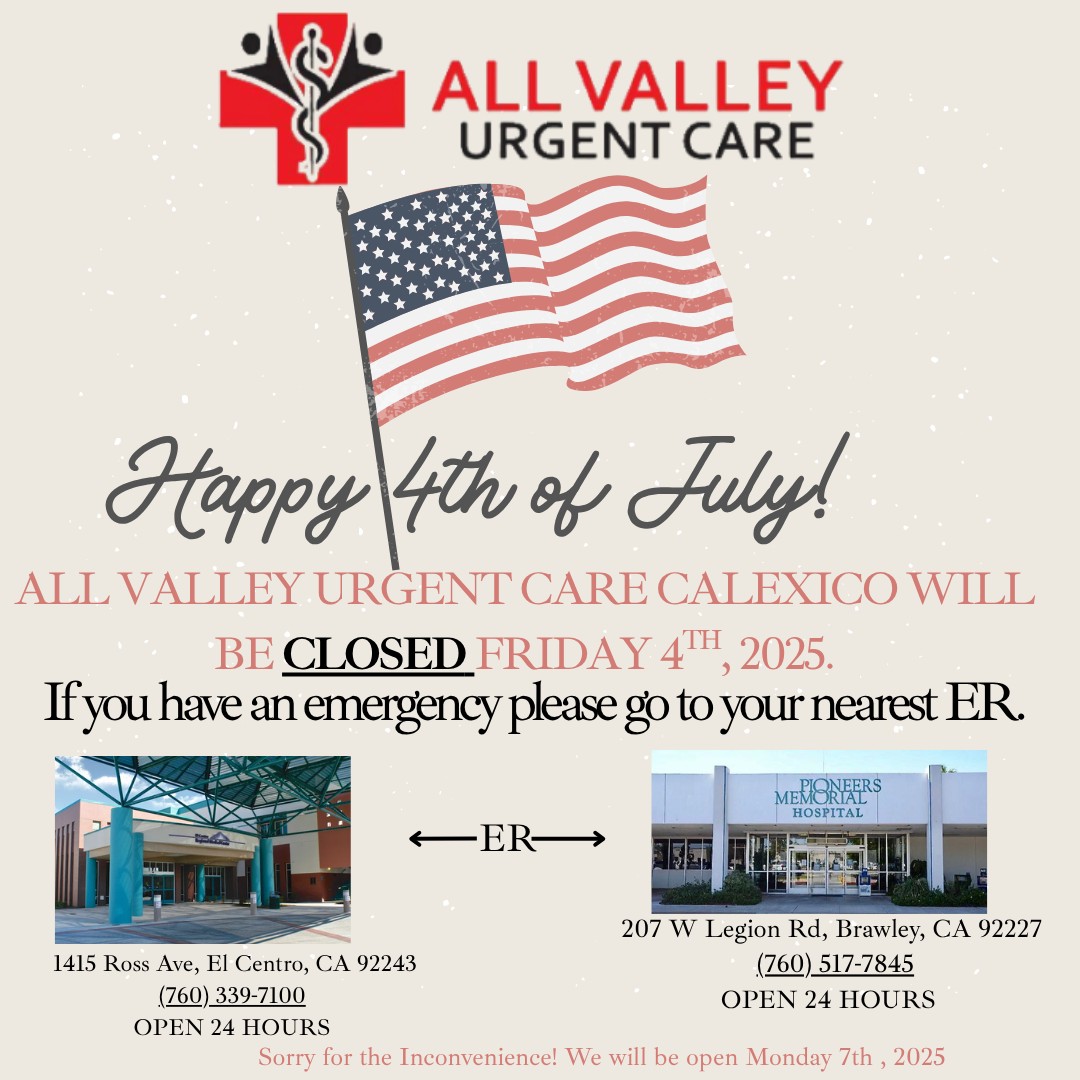 ALL VALLEY
URGENT CARE
Happy 4th of July!
ALL VALLEY URGENT CARE CALEXICO WILL
BE CLOSED FRIDAY 4TH, 2025.
If you have an emergency please go to your nearest ER.
ER
PIONEERS
MEMORIAL
HOSPITAL
1415 Ross Ave, El Centro, CA 92243
(760) 339-7100
OPEN 24 HOURS
207 W Legion Rd, Brawley, CA 92227
(760) 517-7845
OPEN 24 HOURS
Sorry for the Inconvenience! We will be open Monday 7th , 2025